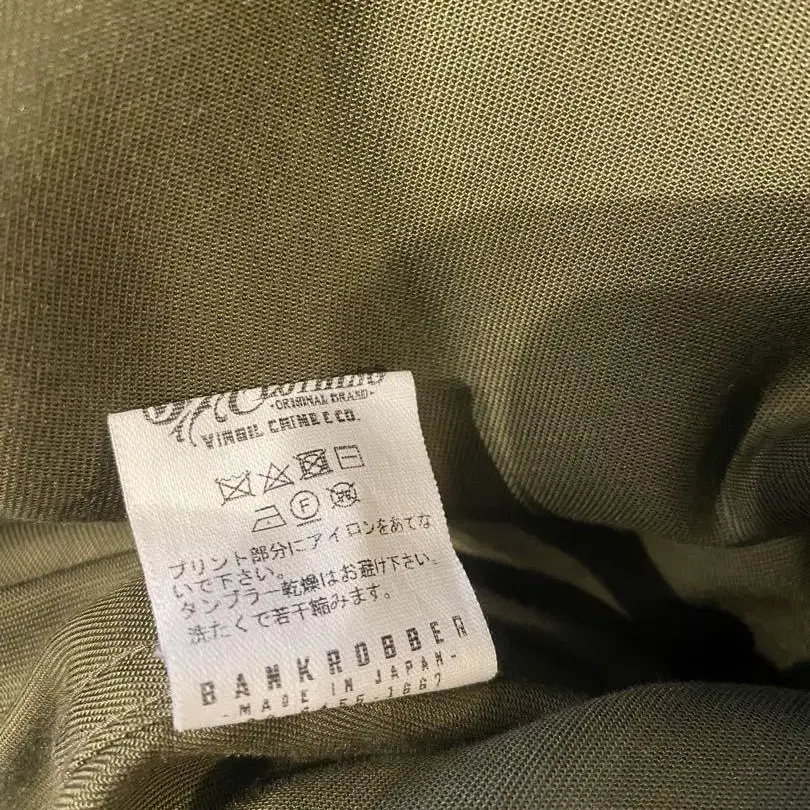 -ORIGINAL BRAND-
VIRGIL CHINE & CO.
F
プリント部分にアイロンをあてな
いで下さい。
タンブラー乾燥はお避け下さい。
洗たくで若干縮みます。
BANKROBBER
-MADE IN JAPAN-